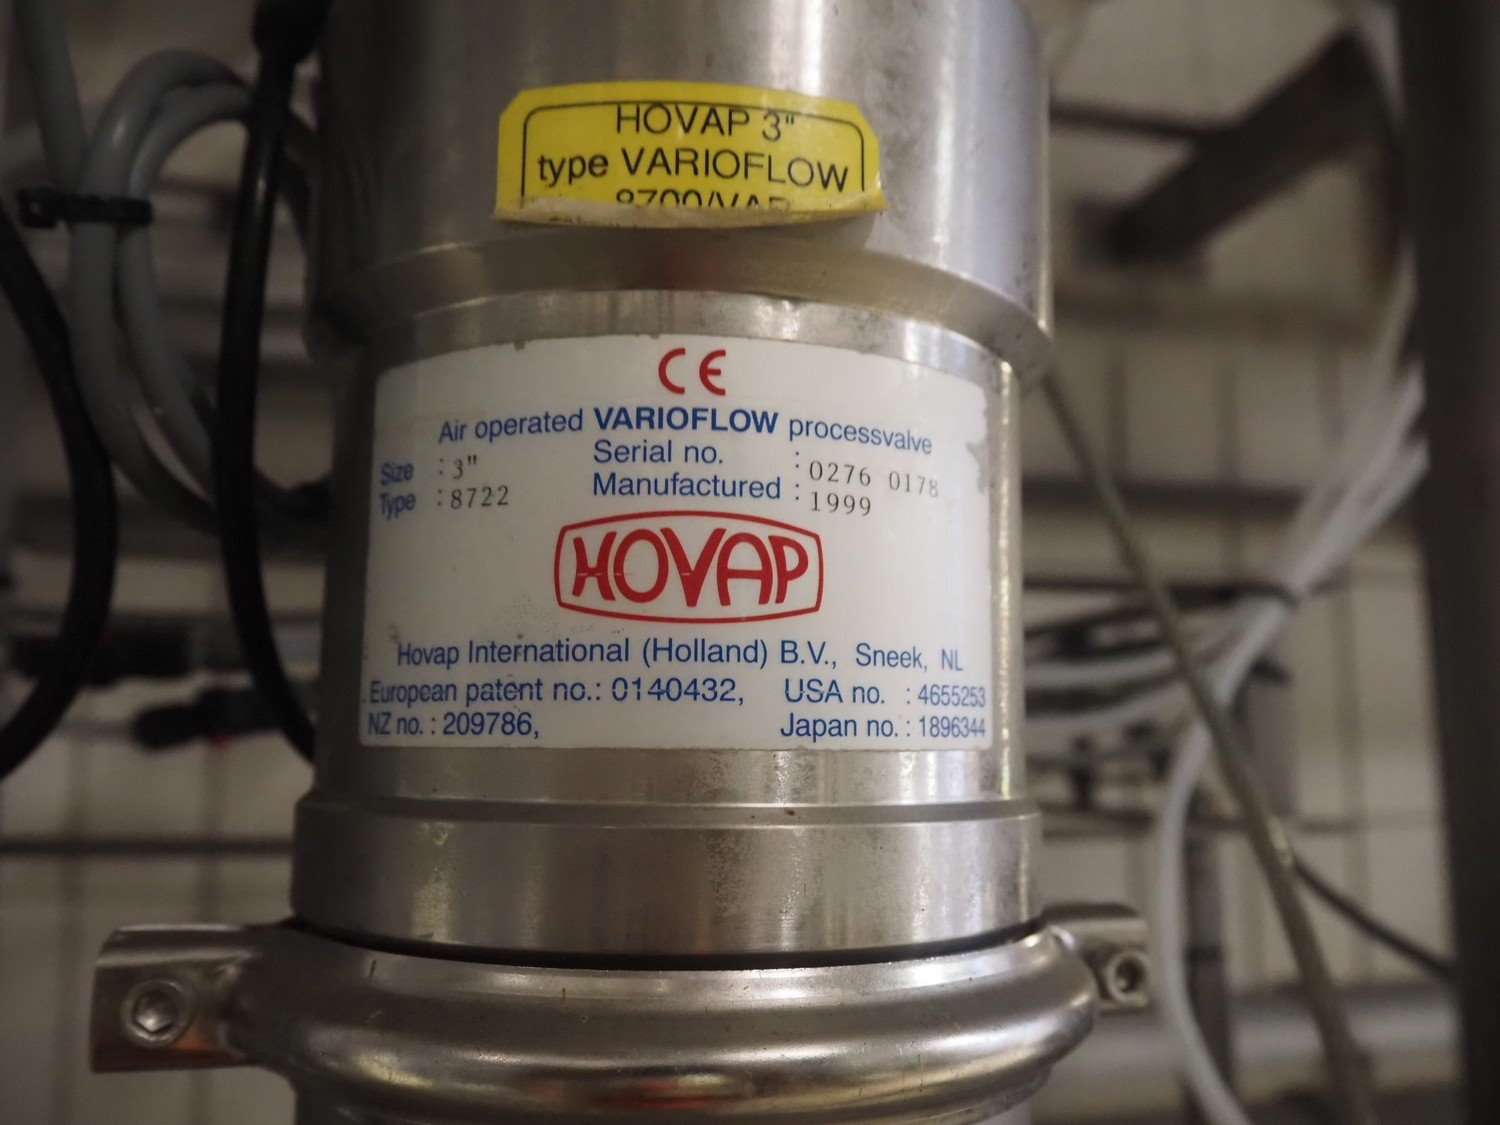 HOVAP 3"
type VARIOFLOW
8700/VAR
CE
Air operated VARIOFLOW processvalve
Size : 3" Serial no. : 0276 0178
Type : 8722 Manufactured : 1999
HOVAP
Hovap International (Holland) B.V., Sneek, NL
European patent no.: 0140432, USA no. : 4655253
NZ no. : 209786, Japan no. : 1896344